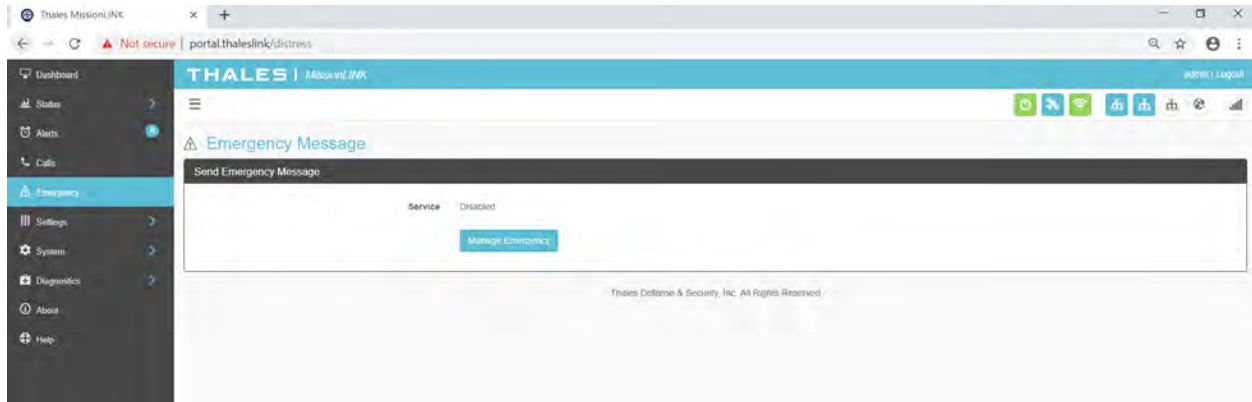 Thales MissionLINK
Not secure | portal.thaleslink/distress
Dashboard
THALES | MissionLINK
admin | Logout
Status
Alerts
Calls
Emergency Message
Send Emergency Message
Emergency
Service Disabled
Settings
Manage Emergency
System
Diagnostics
Thales Defense & Security, Inc. All Rights Reserved
About
Help